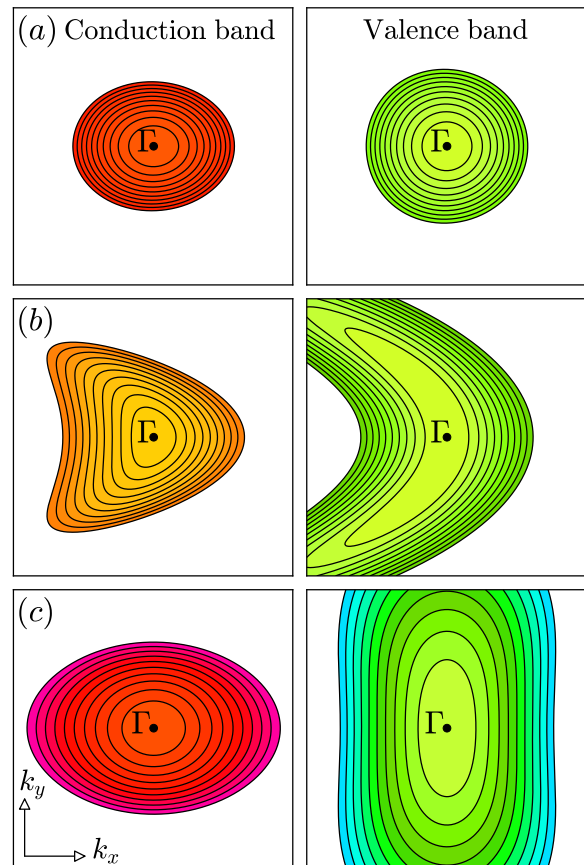 (a) Conduction band
Valence band
Γ
Γ
(b)
Γ
Γ
(c)
Γ
Γ
k_y
k_x